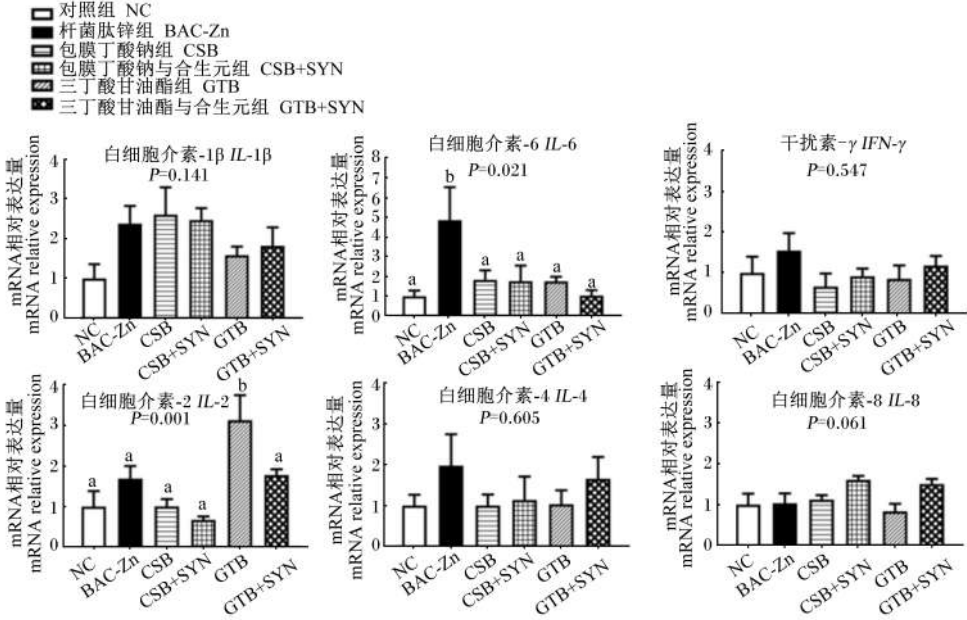 对照组 NC
杆菌肽锌组 BAC-Zn
包膜丁酸钠组 CSB
包膜丁酸钠与合生元组 CSB+SYN
三丁酸甘油酯组 GTB
三丁酸甘油酯与合生元组 GTB+SYN
白细胞介素-1β IL-1β
P=0.141
mRNA相对表达量
mRNA relative expression
4
3
2
1
0
NC
BAC-Zn
CSB
CSB+SYN
GTB
GTB+SYN
白细胞介素-6 IL-6
P=0.021
mRNA相对表达量
mRNA relative expression
8
7
6
5
4
3
2
1
0
a
b
a
a
a
a
NC
BAC-Zn
CSB
CSB+SYN
GTB
GTB+SYN
干扰素-γ IFN-γ
P=0.547
mRNA相对表达量
mRNA relative expression
4
3
2
1
0
NC
BAC-Zn
CSB
CSB+SYN
GTB
GTB+SYN
白细胞介素-2 IL-2
P=0.001
mRNA相对表达量
mRNA relative expression
4
3
2
1
0
a
a
a
a
b
a
NC
BAC-Zn
CSB
CSB+SYN
GTB
GTB+SYN
白细胞介素-4 IL-4
P=0.605
mRNA相对表达量
mRNA relative expression
4
3
2
1
0
NC
BAC-Zn
CSB
CSB+SYN
GTB
GTB+SYN
白细胞介素-8 IL-8
P=0.061
mRNA相对表达量
mRNA relative expression
4
3
2
1
0
NC
BAC-Zn
CSB
CSB+SYN
GTB
GTB+SYN